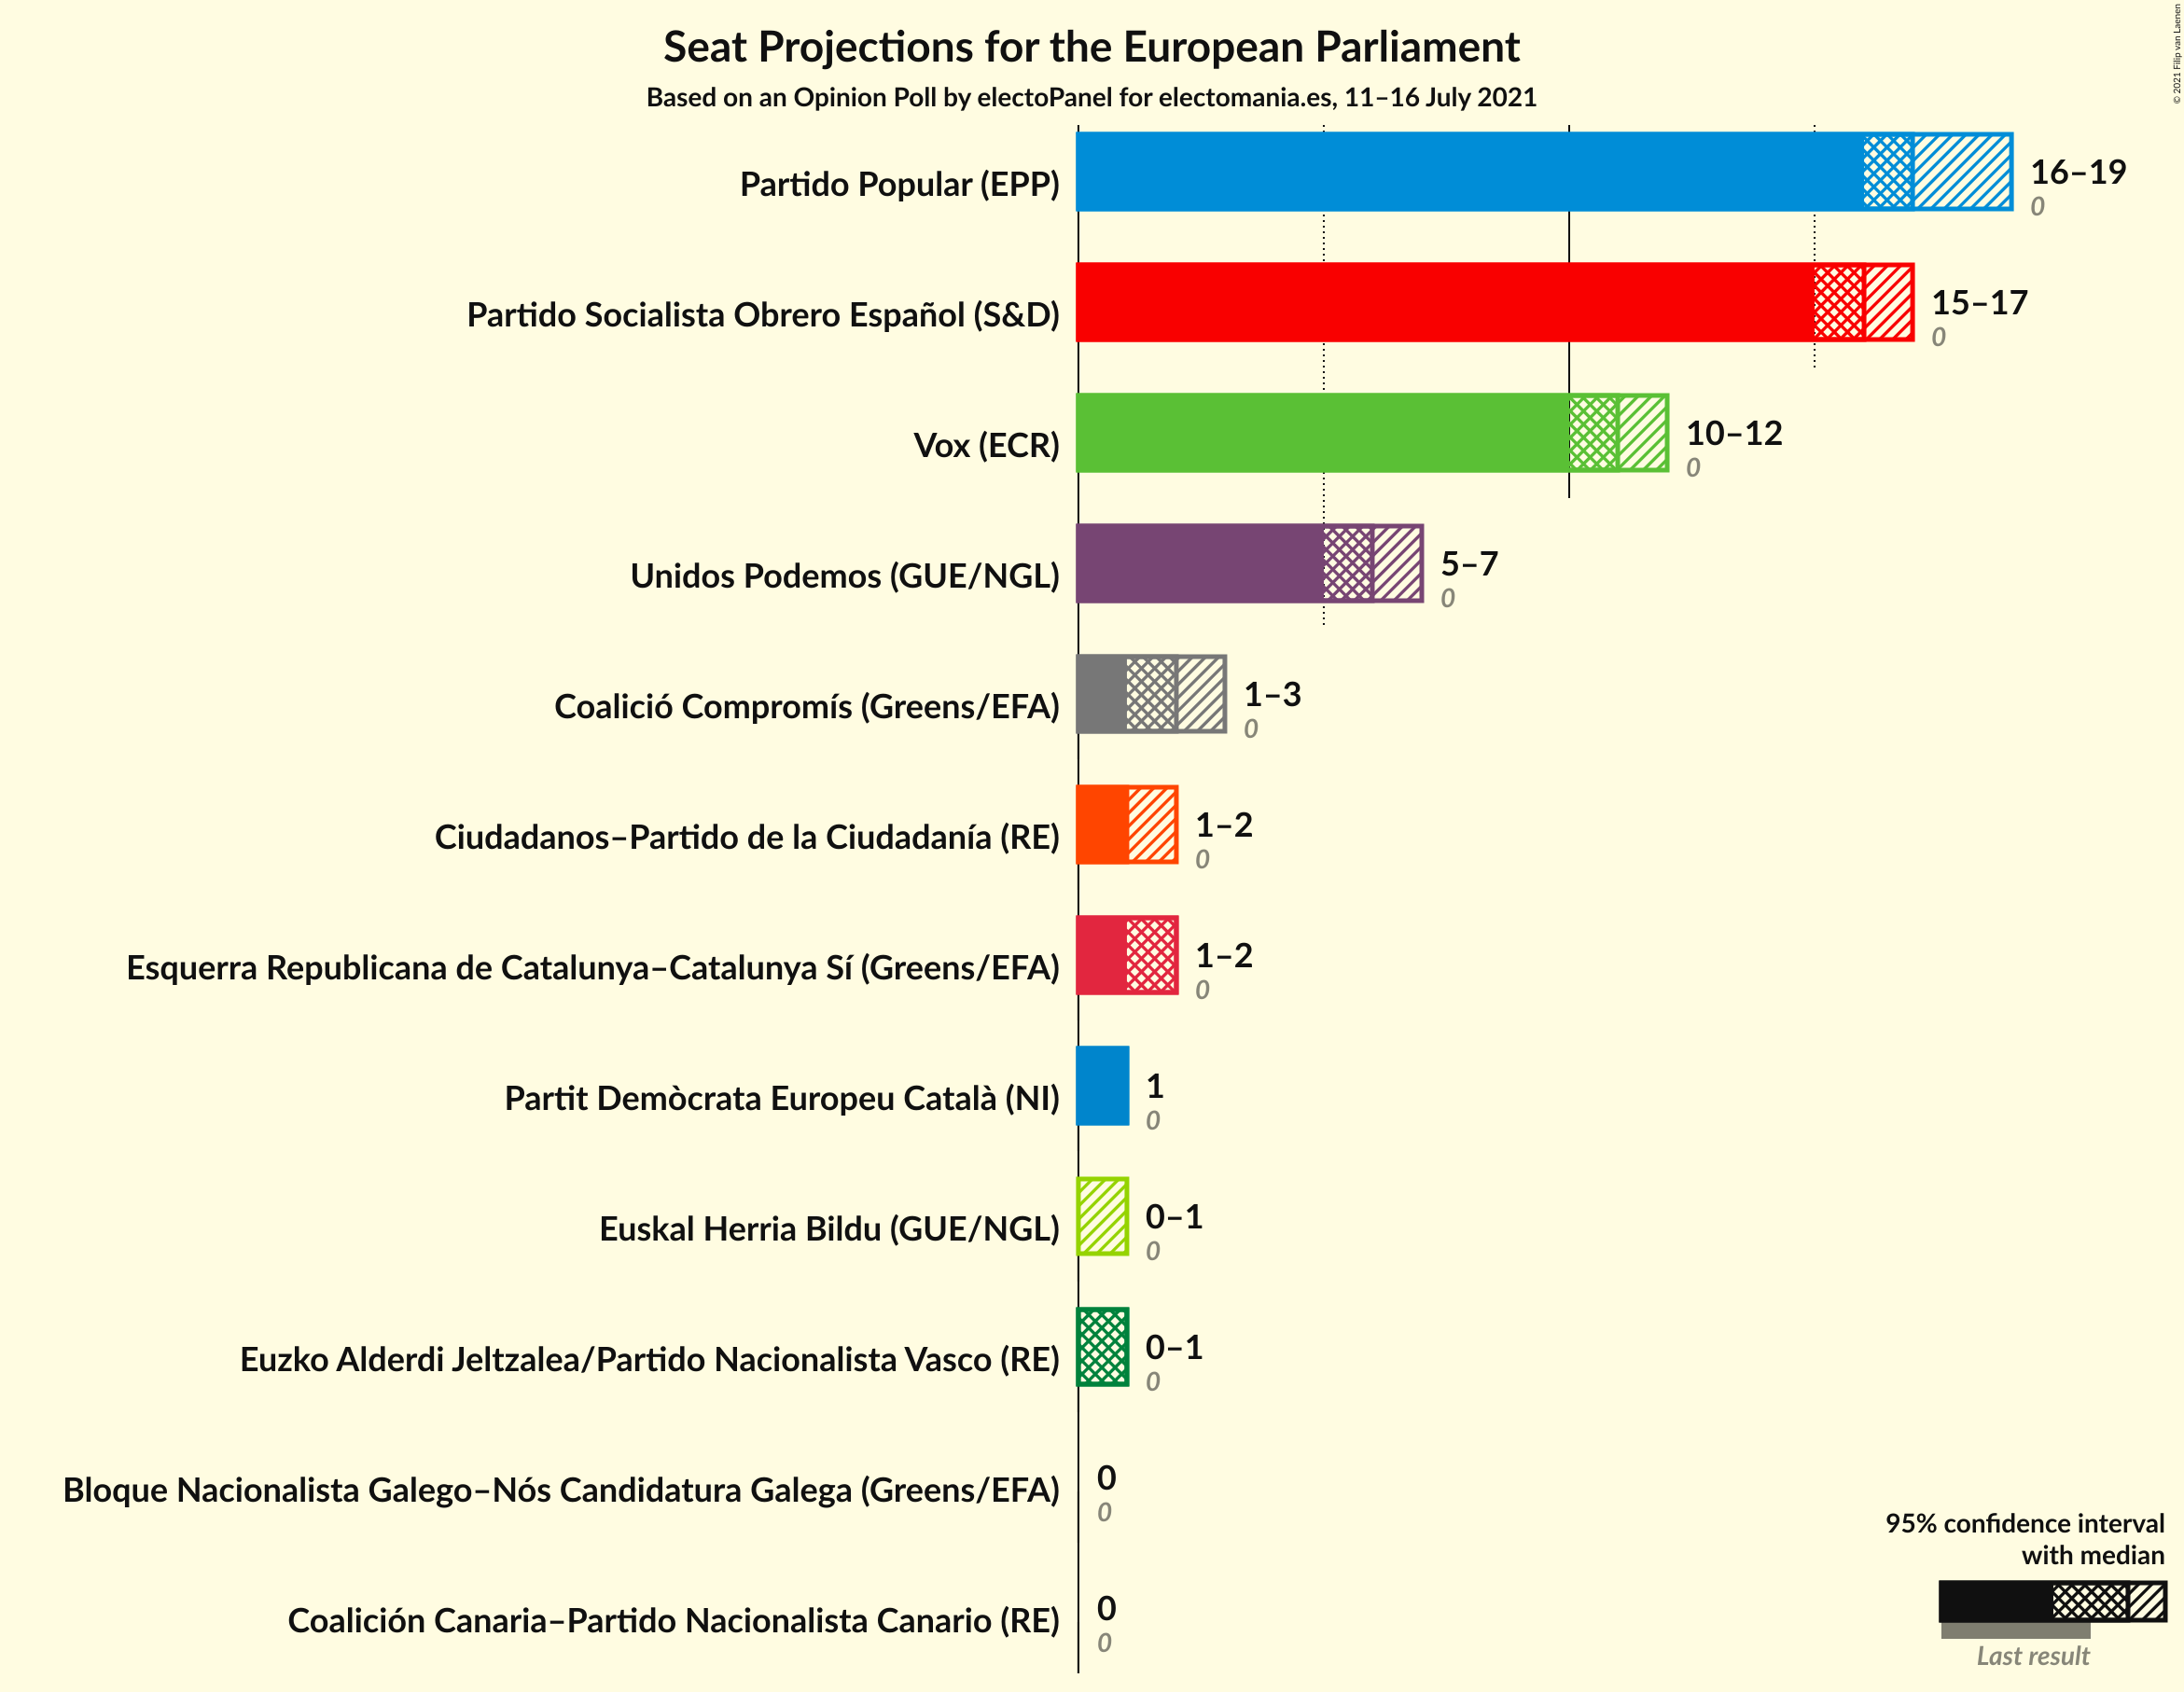 Seat Projections for the European Parliament
Based on an Opinion Poll by electoPanel for electomania.es, 11–16 July 2021
© 2021 Filip van Laenen
Partido Popular (EPP)
16–19
0
Partido Socialista Obrero Español (S&D)
15–17
0
Vox (ECR)
10–12
0
Unidos Podemos (GUE/NGL)
5–7
0
Coalició Compromís (Greens/EFA)
1–3
0
Ciudadanos–Partido de la Ciudadanía (RE)
1–2
0
Esquerra Republicana de Catalunya–Catalunya Sí (Greens/EFA)
1–2
0
Partit Demòcrata Europeu Català (NI)
1
0
Euskal Herria Bildu (GUE/NGL)
0–1
0
Euzko Alderdi Jeltzalea/Partido Nacionalista Vasco (RE)
0–1
0
Bloque Nacionalista Galego–Nós Candidatura Galega (Greens/EFA)
0
0
Coalición Canaria–Partido Nacionalista Canario (RE)
0
0
95% confidence interval
with median
Last result